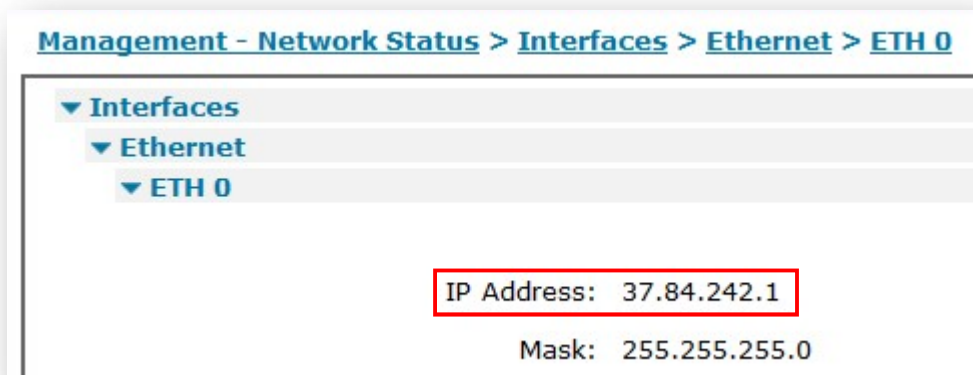 Management - Network Status > Interfaces > Ethernet > ETH 0
Interfaces
Ethernet
ETH 0
IP Address: 37.84.242.1
Mask: 255.255.255.0